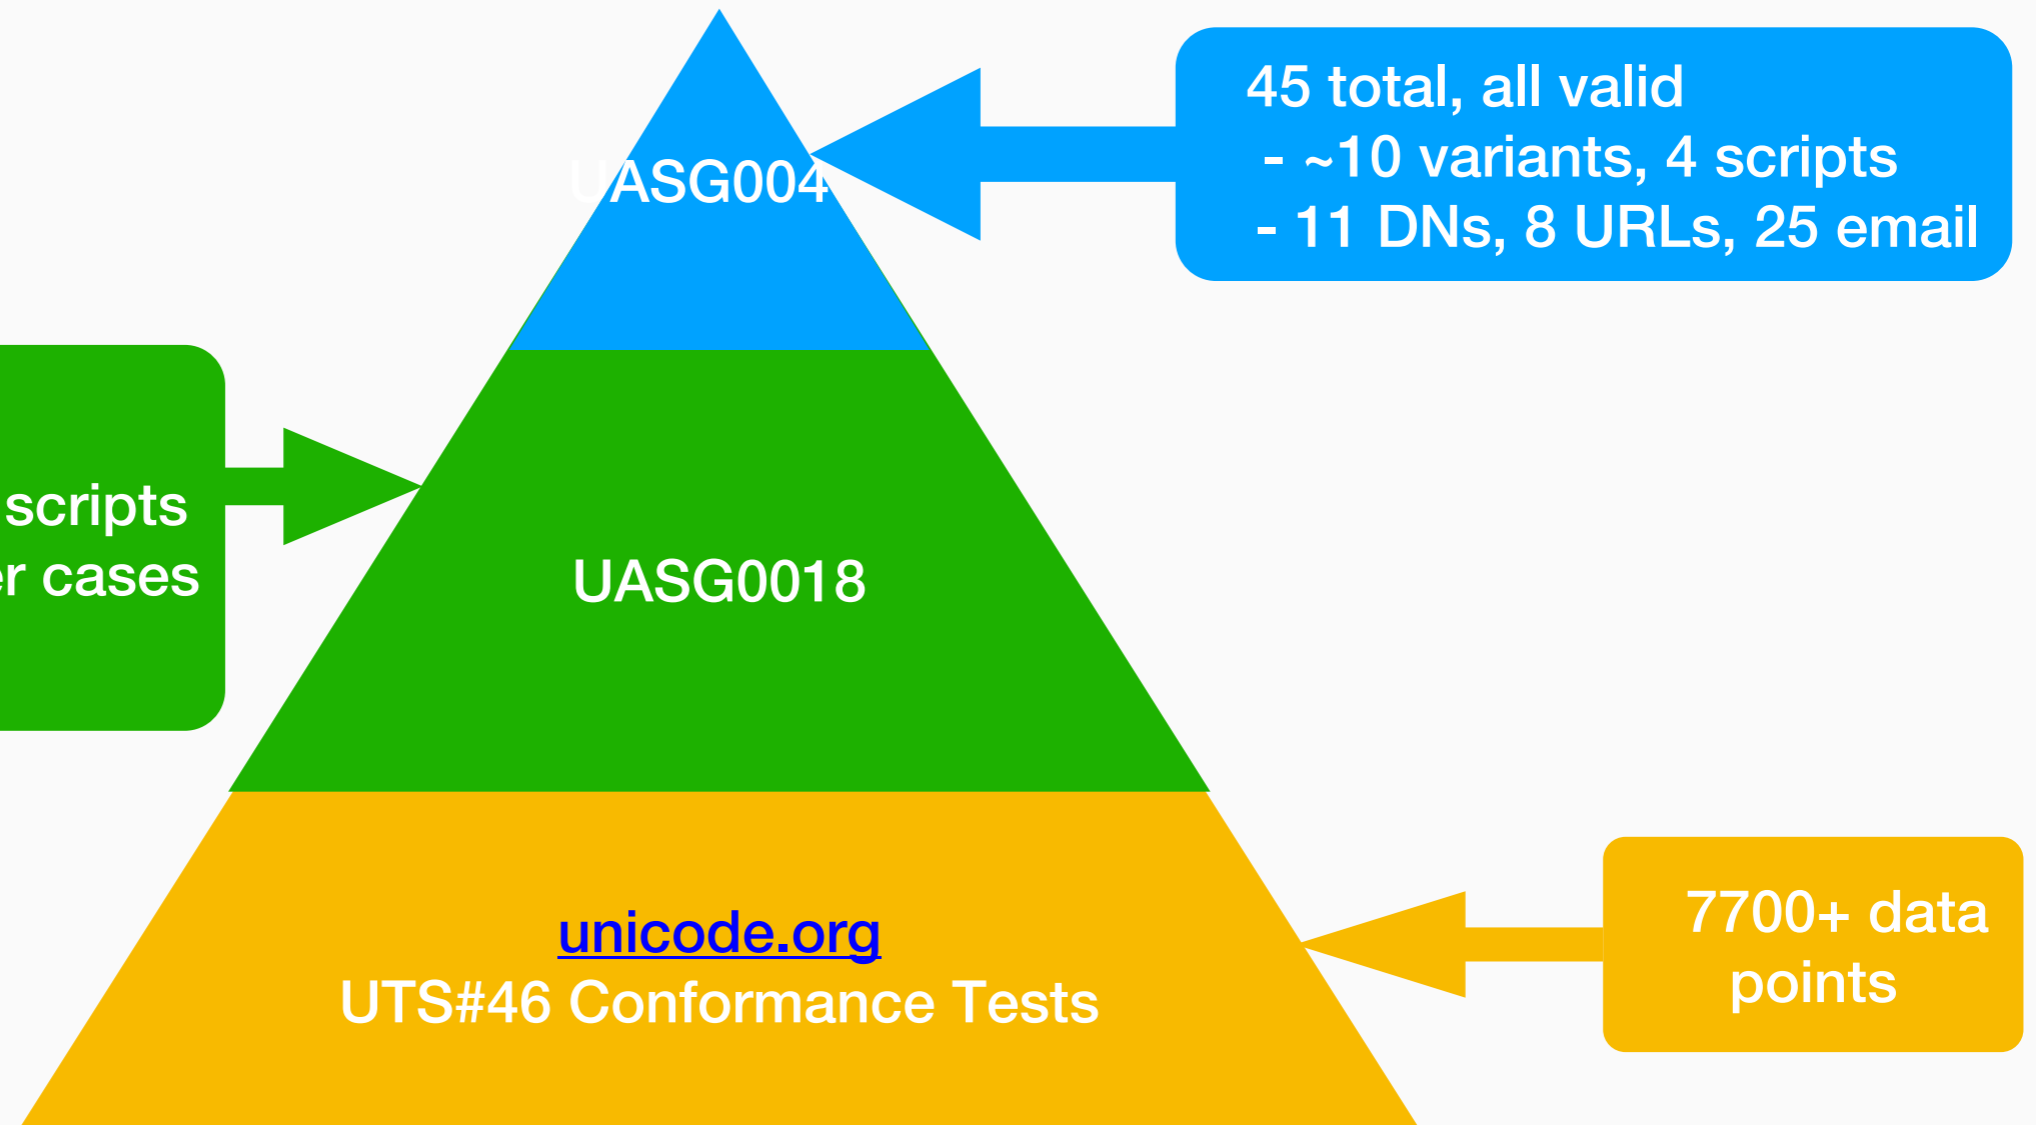 45 total, all valid
- ~10 variants, 4 scripts
- 11 DNs, 8 URLs, 25 email
UASG004
scripts
cases
UASG0018
unicode.org
UTS#46 Conformance Tests
7700+ data
points